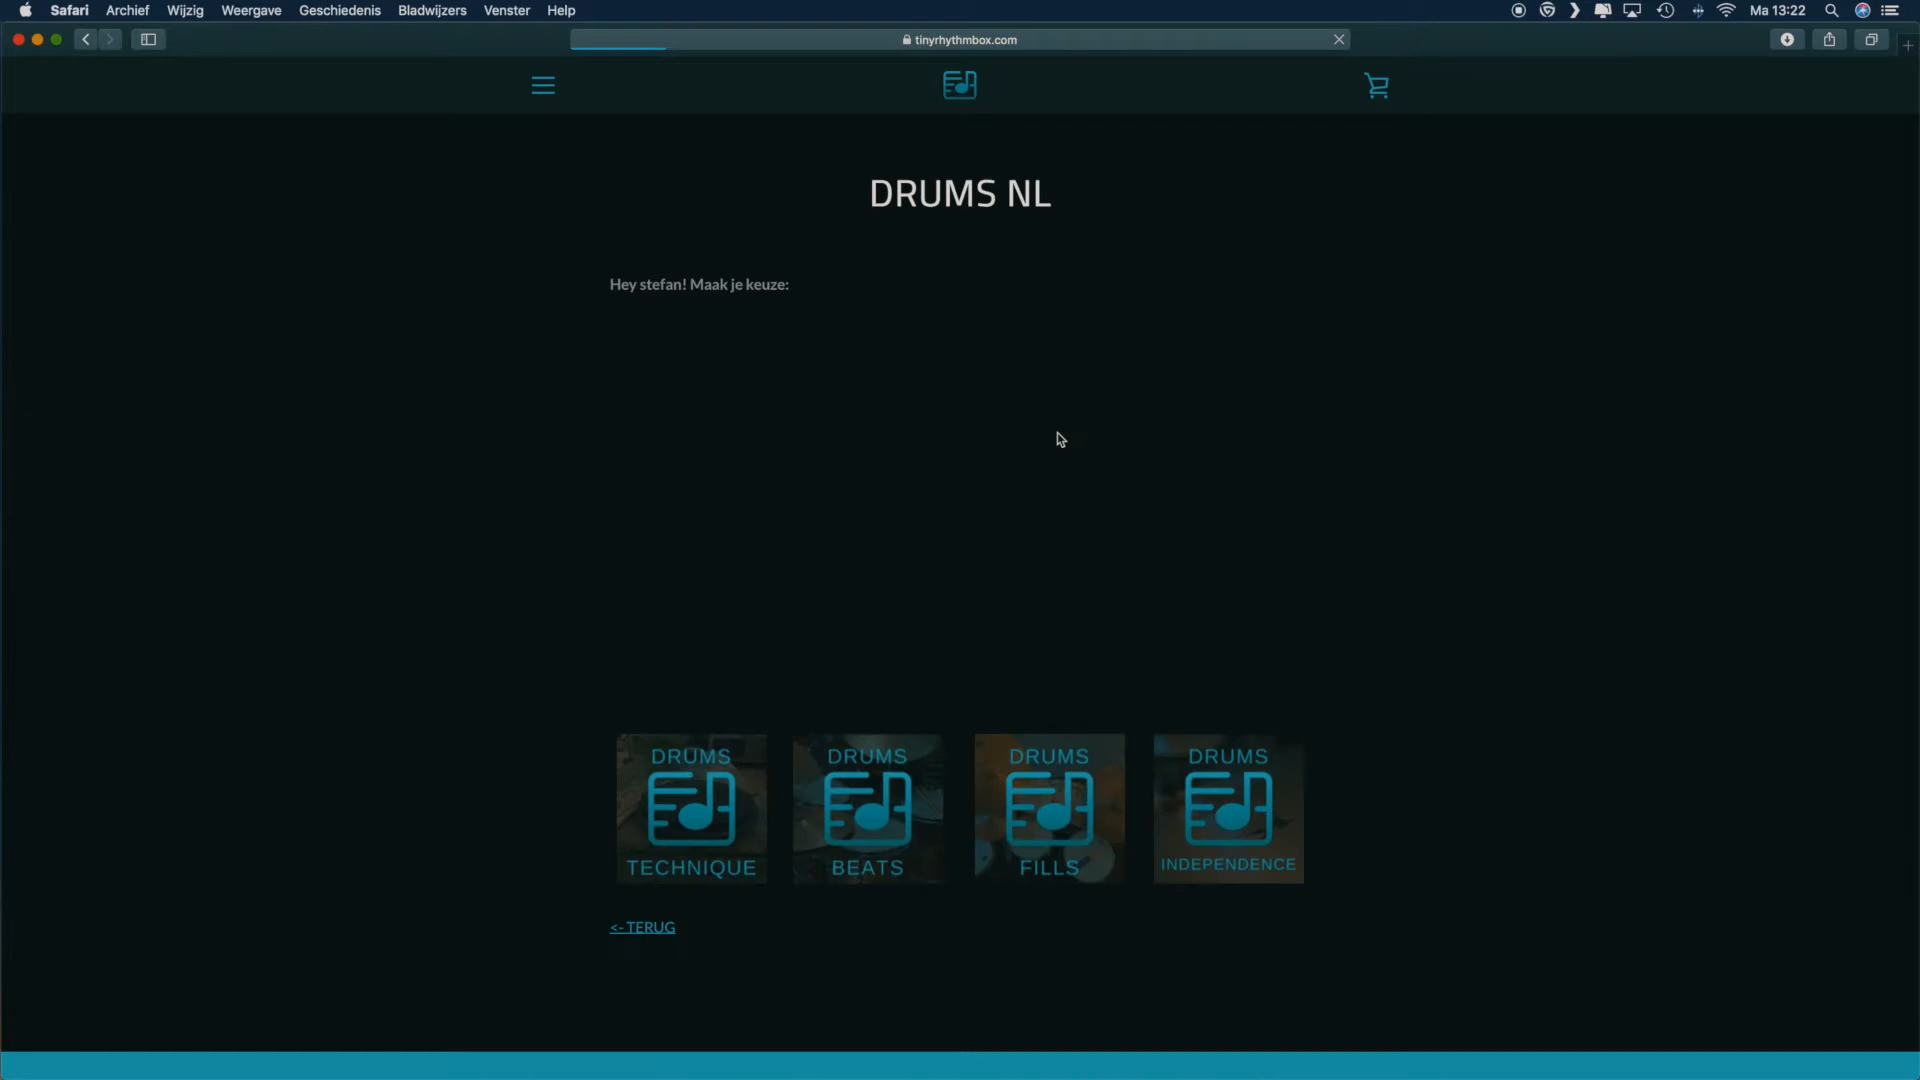 Safari Archief Wijzig Weergave Geschiedenis Bladwijzers Venster Help Ma 13:22
tinyrhythmbox.com
DRUMS NL
Hey stefan! Maak je keuze:
DRUMS DRUMS DRUMS DRUMS
TECHNIQUE BEATS FILLS INDEPENDENCE
<- TERUG